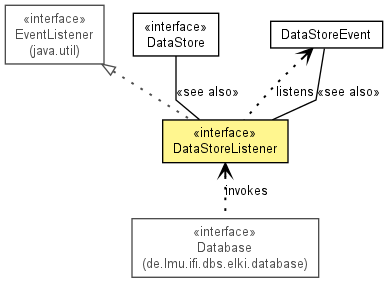 «interface»
EventListener
(java.util)
«interface»
DataStore
DataStoreEvent
«see also»
listens
«see also»
«interface»
DataStoreListener
invokes
«interface»
Database
(de.lmu.ifi.dbs.elki.database)